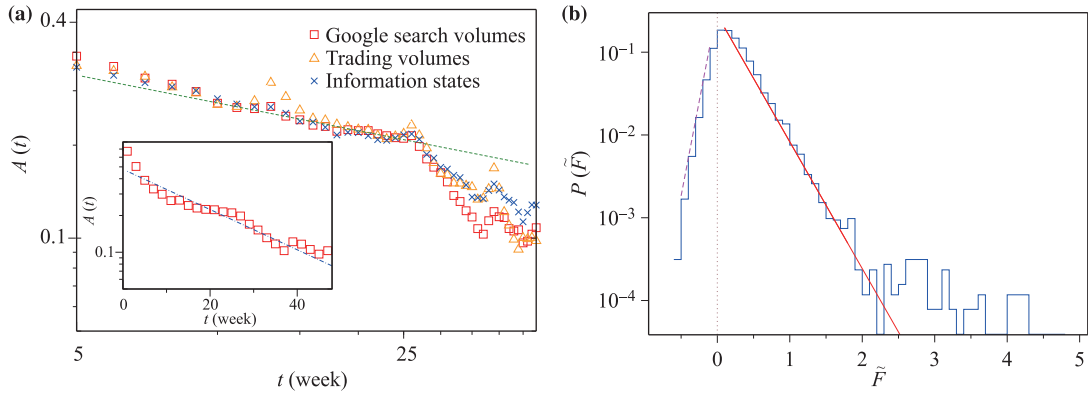 (a)
0.4
Google search volumes
Trading volumes
Information states
A (t)
0.1
A (t)
0.1
0 20 40
t (week)
5 25
t (week)
(b)
10⁻¹
10⁻²
P (F̃)
10⁻³
10⁻⁴
0 1 2 3 4 5
F̃